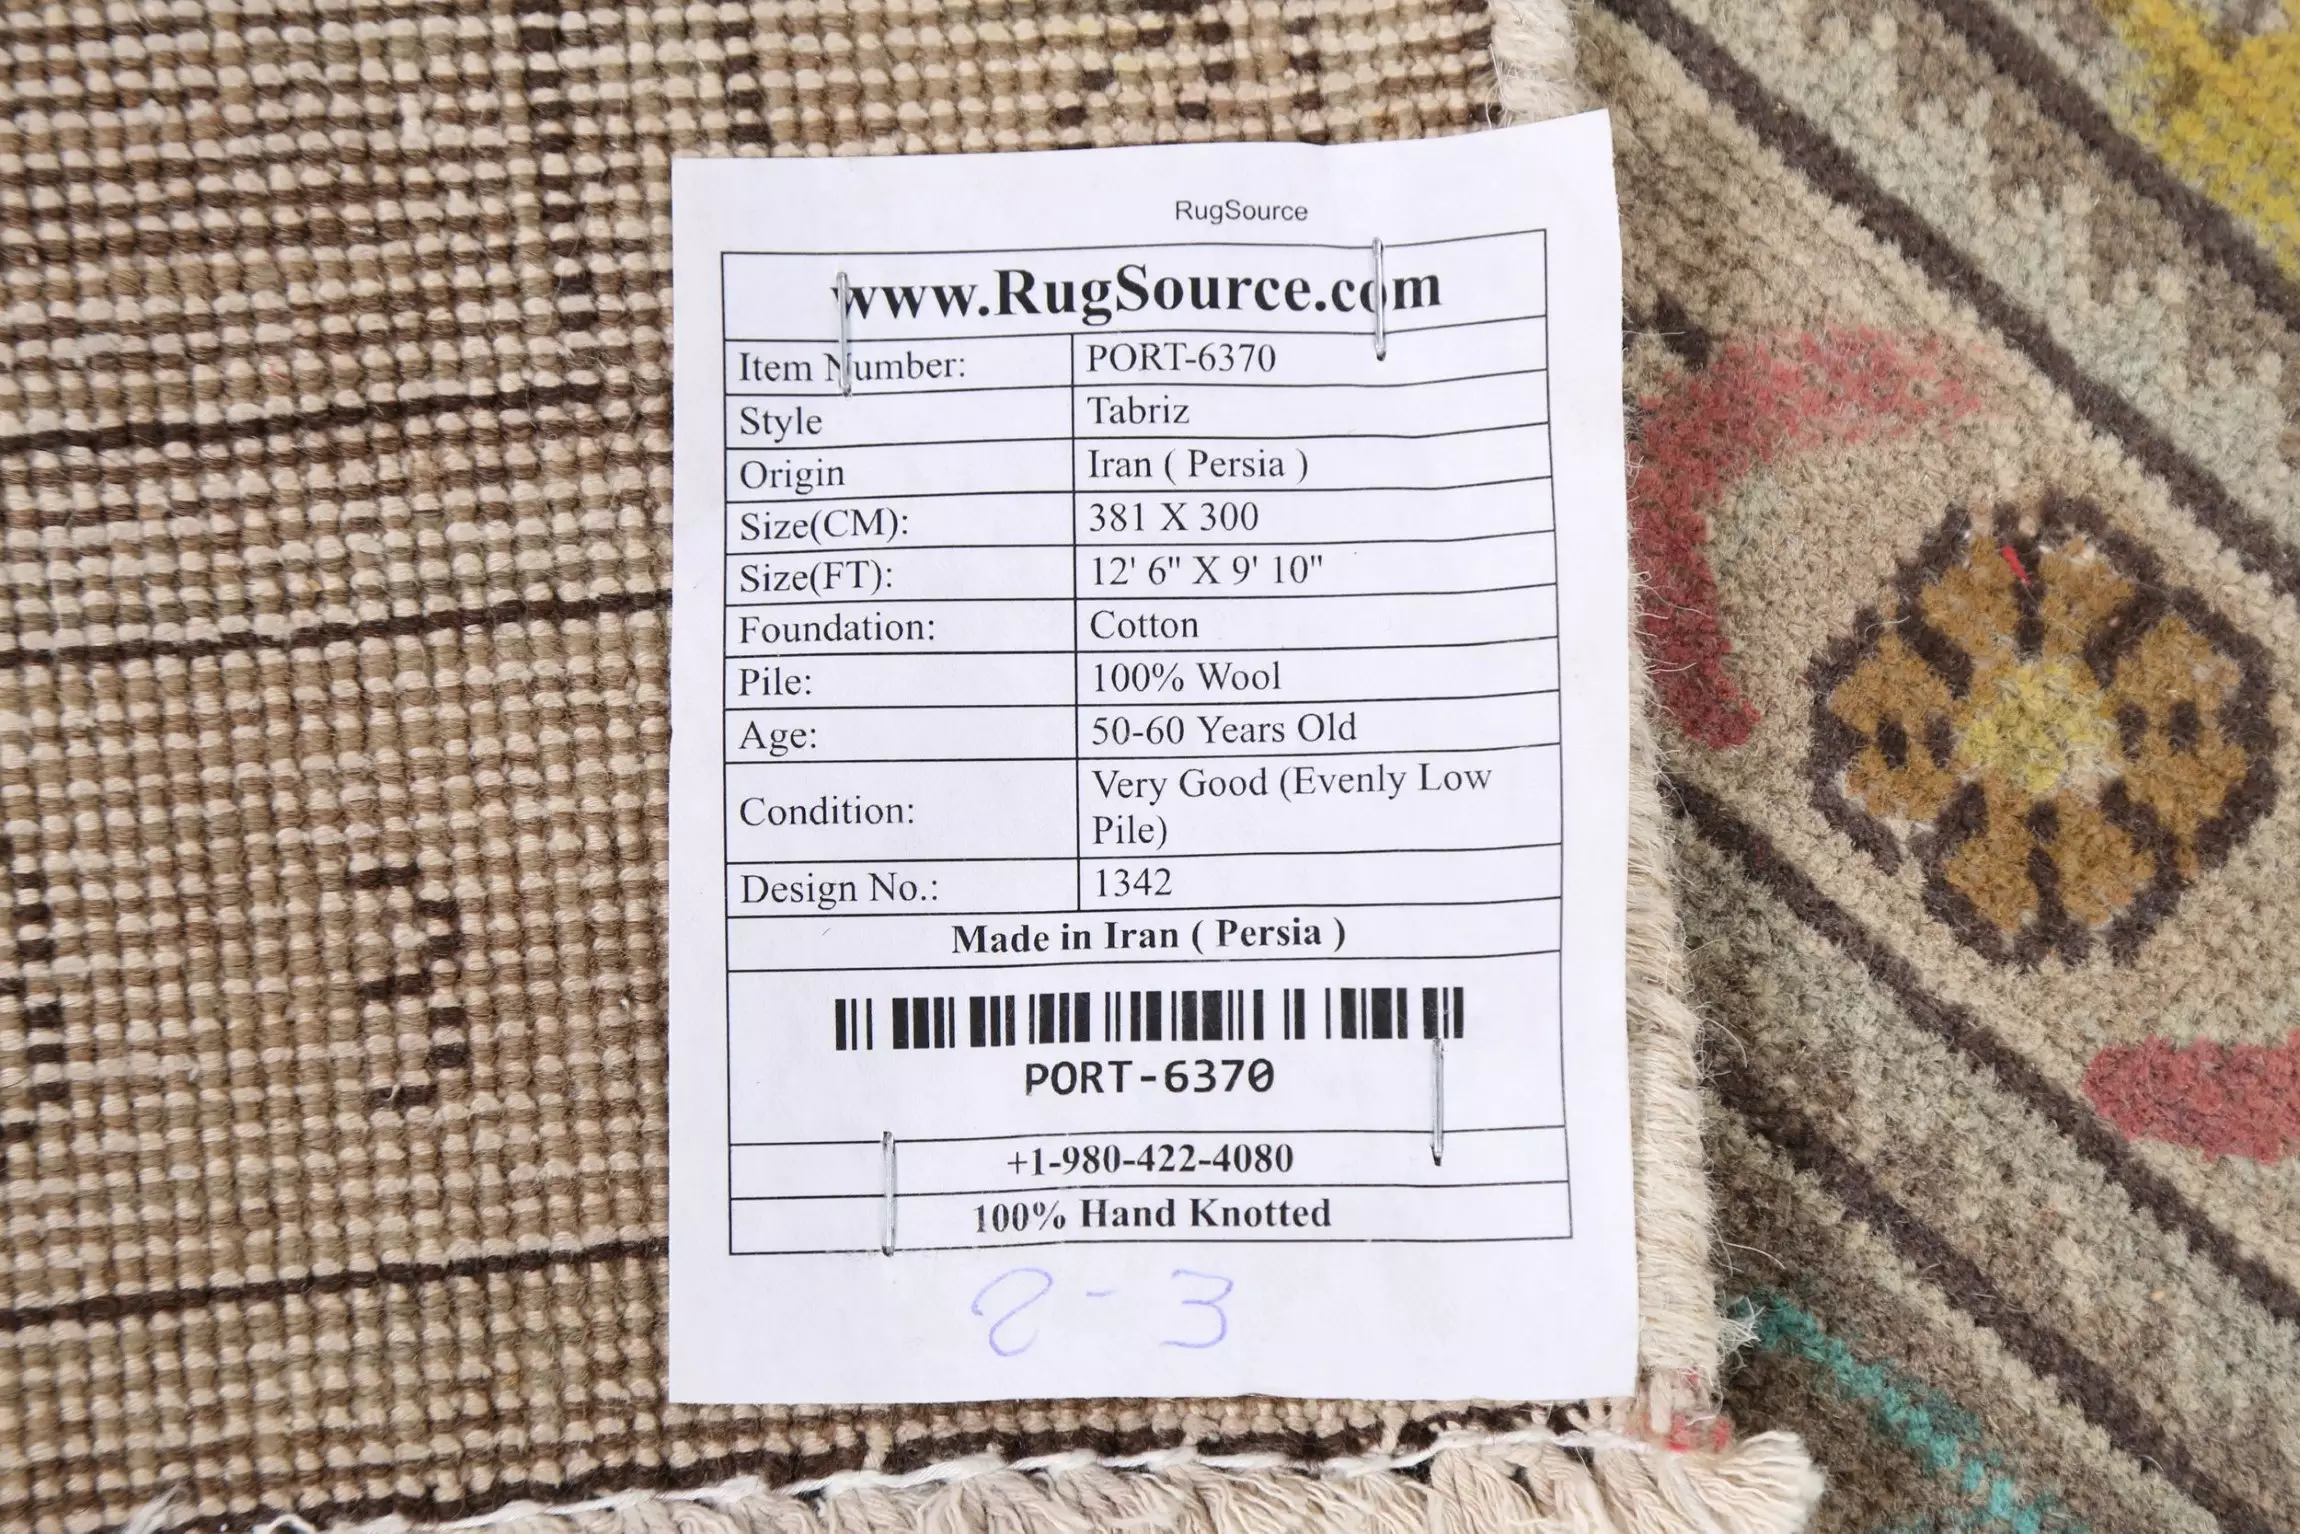 RugSource
www.RugSource.com
Item Number: PORT-6370
Style Tabriz
Origin Iran ( Persia )
Size(CM): 381 X 300
Size(FT): 12' 6" X 9' 10"
Foundation: Cotton
Pile: 100% Wool
Age: 50-60 Years Old
Condition: Very Good (Evenly Low
Pile)
Design No.: 1342
Made in Iran ( Persia )
PORT-6370
+1-980-422-4080
100% Hand Knotted